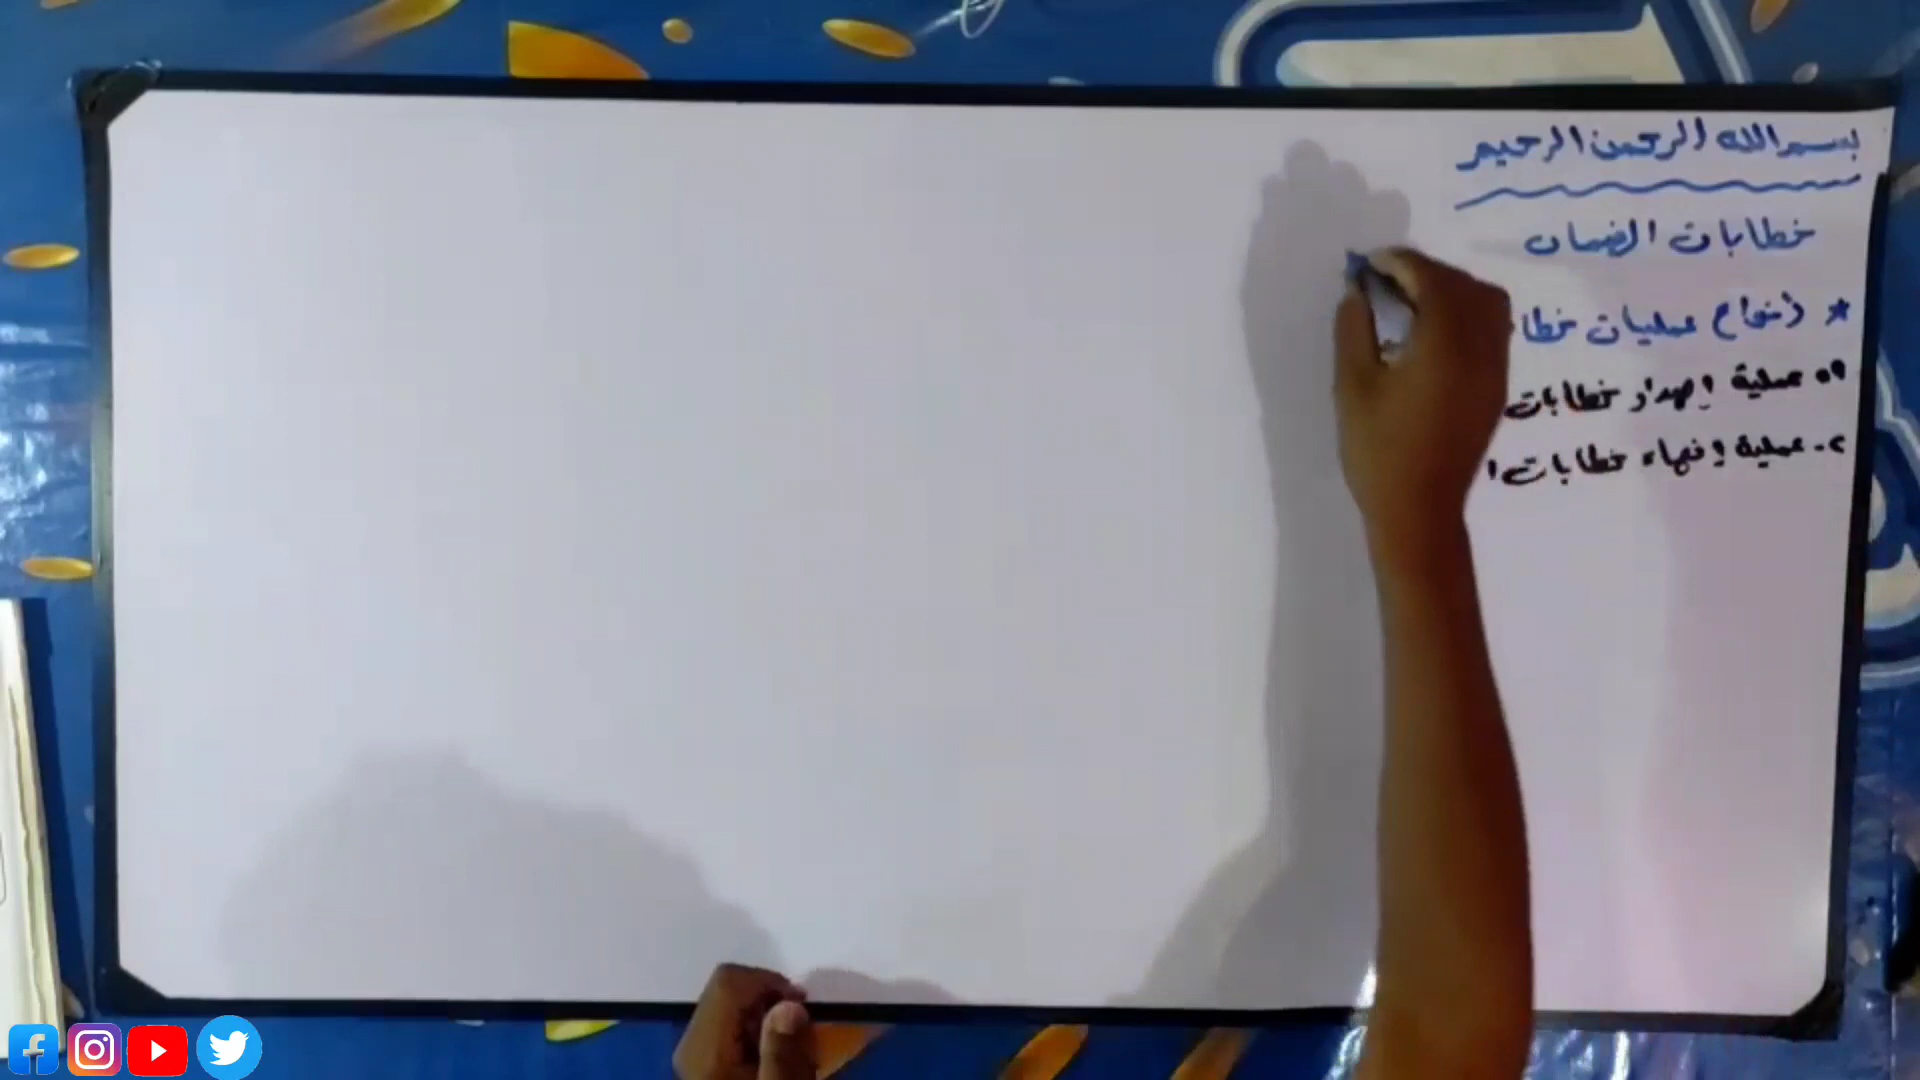 بسم الله الرحمن الرحيم
خطابات الضمان
* أنواع عمليات خطا
١- عملية إصدار خطابات
٢- عملية إنهاء خطابات ا